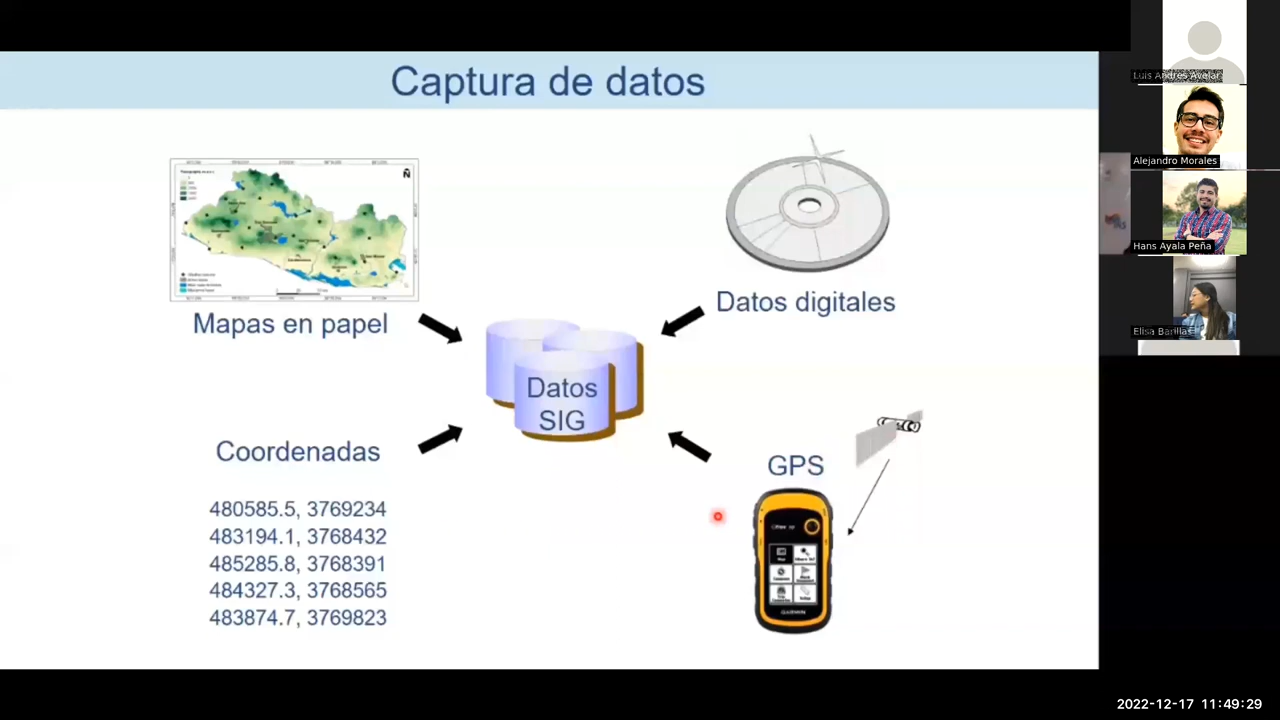 Captura de datos
Mapas en papel
Datos digitales
Datos
SIG
Coordenadas
480585.5, 3769234
483194.1, 3768432
485285.8, 3768391
484327.3, 3768565
483874.7, 3769823
GPS
GARMIN
Luis Andres Avelar
Alejandro Morales
Hans Ayala Peña
Elisa Barillas
2022-12-17 11:49:29